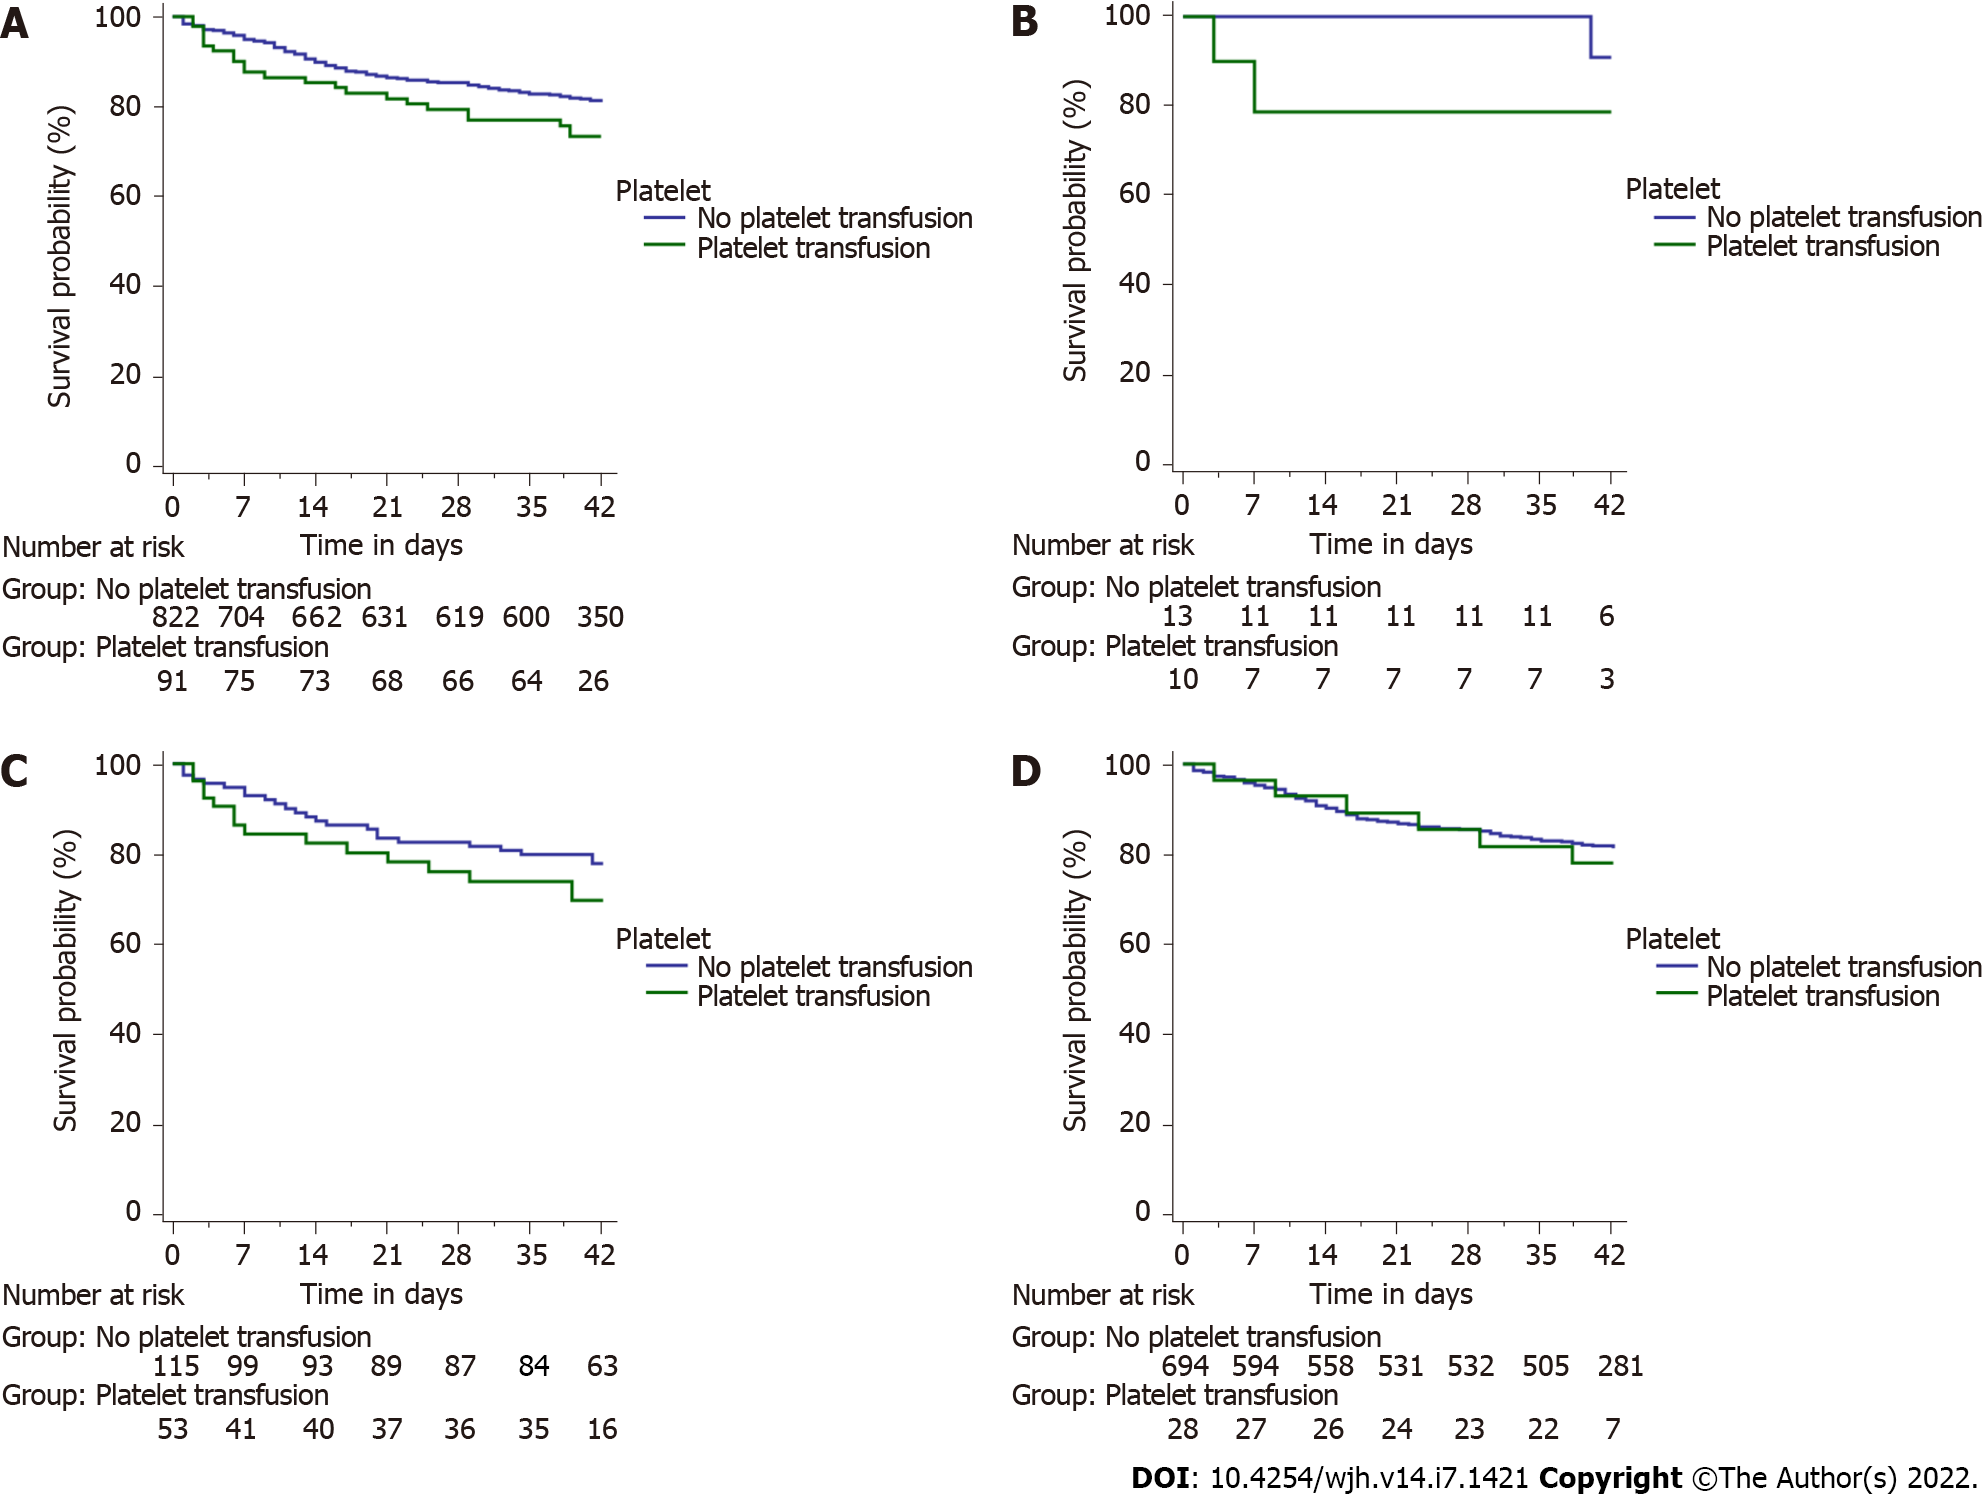 A
100
80
60
40
20
0
Survival probability (%)
0 7 14 21 28 35 42
Time in days
Platelet
No platelet transfusion
Platelet transfusion
Number at risk
Group: No platelet transfusion
822 704 662 631 619 600 350
Group: Platelet transfusion
91 75 73 68 66 64 26
B
100
80
60
40
20
0
Survival probability (%)
0 7 14 21 28 35 42
Time in days
Platelet
No platelet transfusion
Platelet transfusion
Number at risk
Group: No platelet transfusion
13 11 11 11 11 11 6
Group: Platelet transfusion
10 7 7 7 7 7 3
C
100
80
60
40
20
0
Survival probability (%)
0 7 14 21 28 35 42
Time in days
Platelet
No platelet transfusion
Platelet transfusion
Number at risk
Group: No platelet transfusion
115 99 93 89 87 84 63
Group: Platelet transfusion
53 41 40 37 36 35 16
D
100
80
60
40
20
0
Survival probability (%)
0 7 14 21 28 35 42
Time in days
Platelet
No platelet transfusion
Platelet transfusion
Number at risk
Group: No platelet transfusion
694 594 558 531 532 505 281
Group: Platelet transfusion
28 27 26 24 23 22 7
DOI: 10.4254/wjh.v14.i7.1421 Copyright ©The Author(s) 2022.